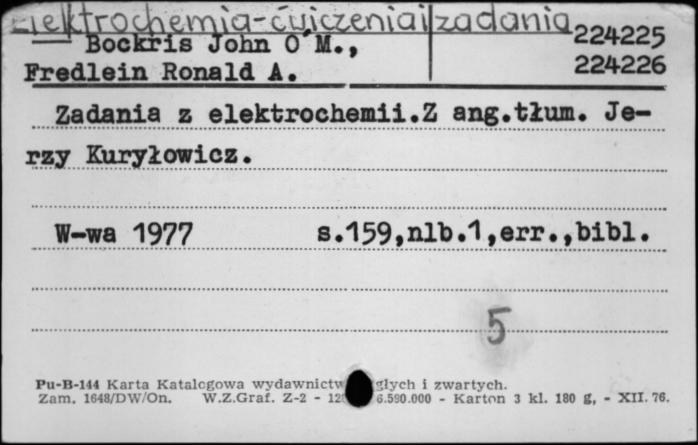 Elektrochemia-ćwiczenia i zadania
Bockris John O'M., 224225
Fredlein Ronald A. 224226
Zadania z elektrochemii.Z ang.tłum. Je-
rzy Kuryłowicz.
W-wa 1977 s.159,nlb.1,err.,bibl.
5
Pu-B-144 Karta Katalogowa wydawnictw głych i zwartych.
Zam. 1648/DW/On. W.Z.Graf. Z-2 - 6.590.000 - Karton 3 kl. 180 g, - XII. 76.